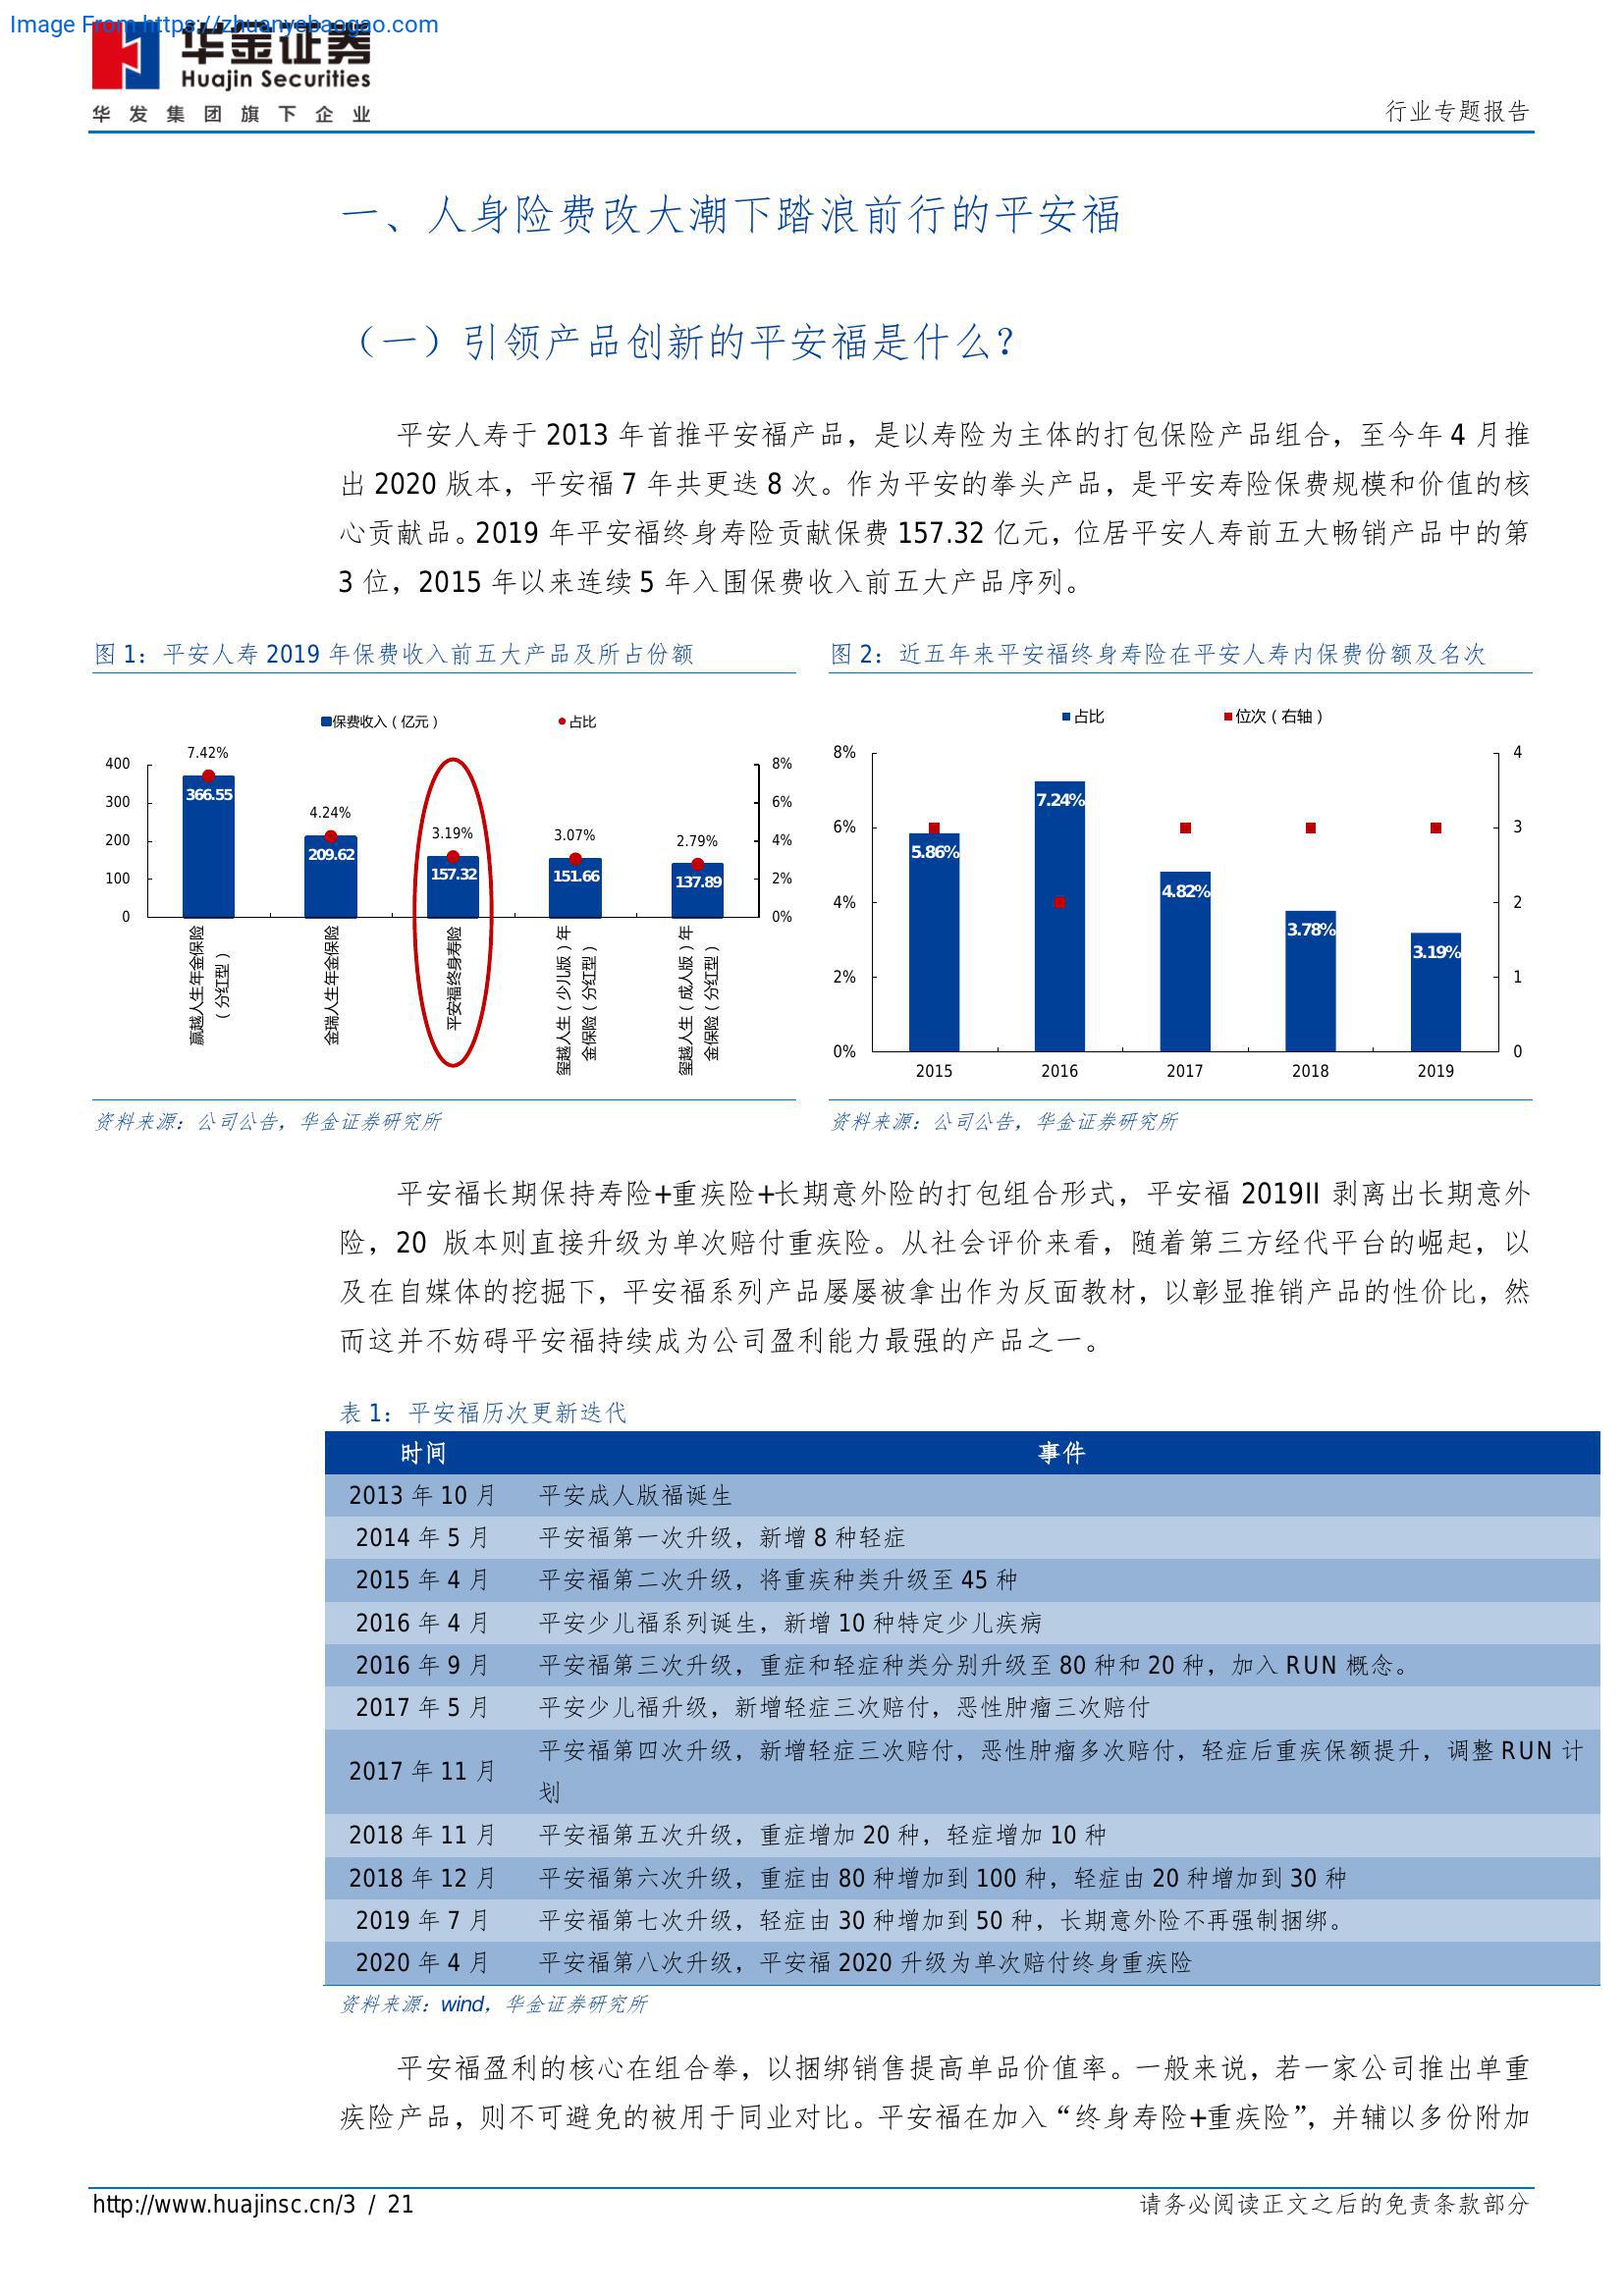 Image From https://zhuanyebaogao.com
华金证券
Huajin Securities
华发集团旗下企业
行业专题报告
一、人身险费改大潮下踏浪前行的平安福
（一）引领产品创新的平安福是什么？
平安人寿于 2013 年首推平安福产品，是以寿险为主体的打包保险产品组合，至今年 4 月推
出 2020 版本，平安福 7 年共更迭 8 次。作为平安的拳头产品，是平安寿险保费规模和价值的核
心贡献品。2019 年平安福终身寿险贡献保费 157.32 亿元，位居平安人寿前五大畅销产品中的第
3 位，2015 年以来连续 5 年入围保费收入前五大产品序列。
图 1：平安人寿 2019 年保费收入前五大产品及所占份额
保费收入（亿元）
占比
400
300
200
100
0
7.42%
4.24%
3.19%
3.07%
2.79%
366.55
209.62
157.32
151.66
137.89
8%
6%
4%
2%
0%
赢越人生年金保险
（分红型）
金瑞人生年金保险
平安福终身寿险
玺越人生（少儿版）年
金保险（分红型）
玺越人生（成人版）年
金保险（分红型）
资料来源：公司公告，华金证券研究所
图 2：近五年来平安福终身寿险在平安人寿内保费份额及名次
占比
位次（右轴）
8%
6%
4%
2%
0%
5.86%
7.24%
4.82%
3.78%
3.19%
4
3
2
1
0
2015
2016
2017
2018
2019
资料来源：公司公告，华金证券研究所
平安福长期保持寿险+重疾险+长期意外险的打包组合形式，平安福 2019II 剥离出长期意外
险，20 版本则直接升级为单次赔付重疾险。从社会评价来看，随着第三方经代平台的崛起，以
及在自媒体的挖掘下，平安福系列产品屡屡被拿出作为反面教材，以彰显推销产品的性价比，然
而这并不妨碍平安福持续成为公司盈利能力最强的产品之一。
表 1：平安福历次更新迭代
时间 事件
2013 年 10 月 平安成人版福诞生
2014 年 5 月 平安福第一次升级，新增 8 种轻症
2015 年 4 月 平安福第二次升级，将重疾种类升级至 45 种
2016 年 4 月 平安少儿福系列诞生，新增 10 种特定少儿疾病
2016 年 9 月 平安福第三次升级，重症和轻症种类分别升级至 80 种和 20 种，加入 RUN 概念。
2017 年 5 月 平安少儿福升级，新增轻症三次赔付，恶性肿瘤三次赔付
2017 年 11 月 平安福第四次升级，新增轻症三次赔付，恶性肿瘤多次赔付，轻症后重疾保额提升，调整 RUN 计
划
2018 年 11 月 平安福第五次升级，重症增加 20 种，轻症增加 10 种
2018 年 12 月 平安福第六次升级，重症由 80 种增加到 100 种，轻症由 20 种增加到 30 种
2019 年 7 月 平安福第七次升级，轻症由 30 种增加到 50 种，长期意外险不再强制捆绑。
2020 年 4 月 平安福第八次升级，平安福 2020 升级为单次赔付终身重疾险
资料来源：wind，华金证券研究所
平安福盈利的核心在组合拳，以捆绑销售提高单品价值率。一般来说，若一家公司推出单重
疾险产品，则不可避免的被用于同业对比。平安福在加入“终身寿险+重疾险”，并辅以多份附加
http://www.huajinsc.cn/3 / 21
请务必阅读正文之后的免责条款部分